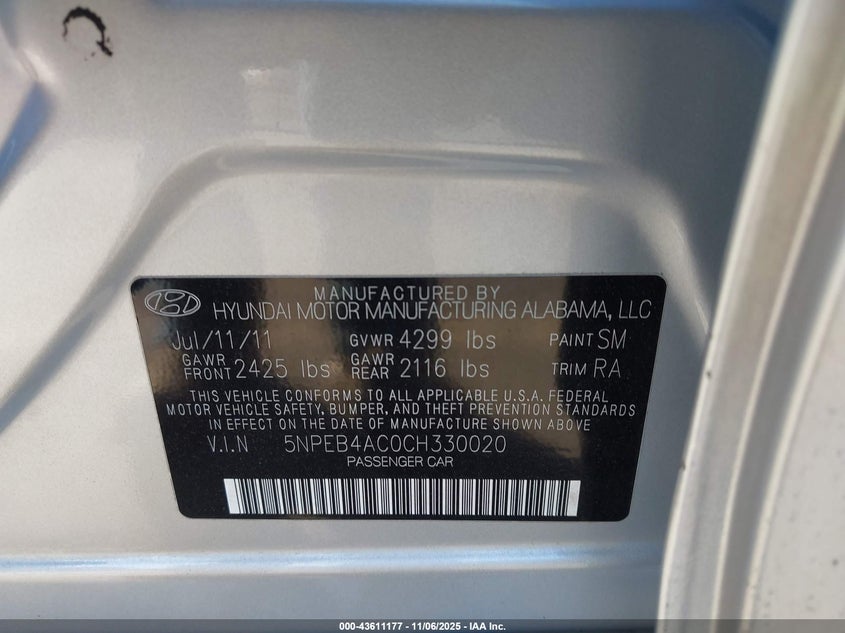 MANUFACTURED BY
HYUNDAI MOTOR MANUFACTURING ALABAMA, LLC
Jul/11/11 GVWR 4299 lbs PAINT SM
GAWR FRONT 2425 lbs GAWR REAR 2116 lbs TRIM RA
THIS VEHICLE CONFORMS TO ALL APPLICABLE U.S.A. FEDERAL
MOTOR VEHICLE SAFETY, BUMPER, AND THEFT PREVENTION STANDARDS
IN EFFECT ON THE DATE OF MANUFACTURE SHOWN ABOVE
V.I.N 5NPEB4AC0CH330020
PASSENGER CAR
000-43611177 - 11/06/2025 - IAA Inc.